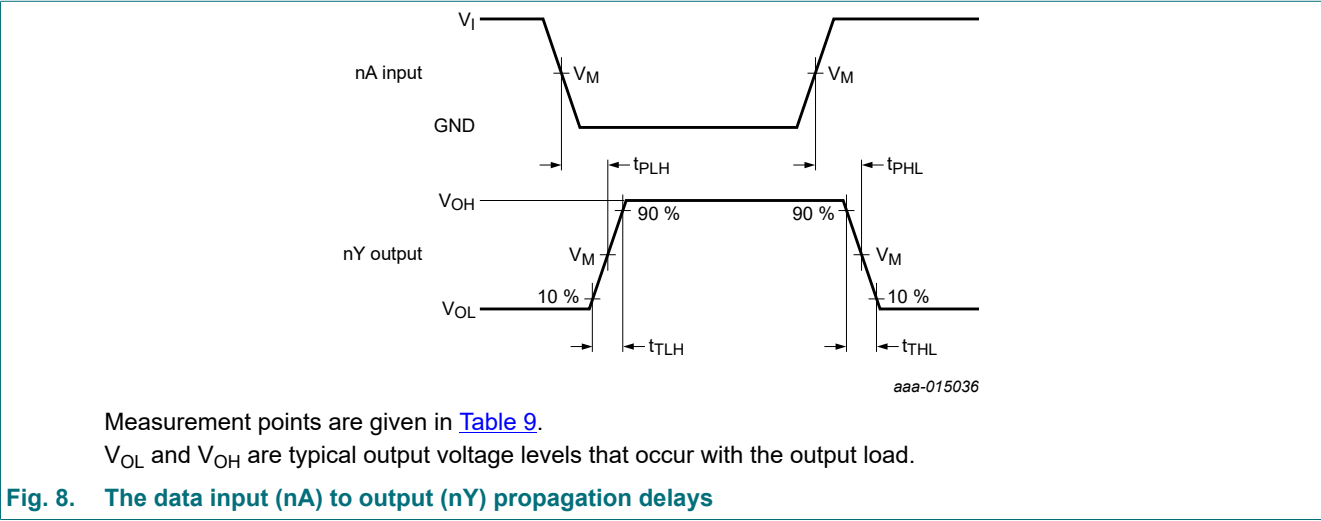 VI
nA input
VM
VM
GND
tPLH
tPHL
VOH
90 %
90 %
nY output
VM
VM
10 %
10 %
VOL
tTLH
tTHL
aaa-015036
Measurement points are given in Table 9.
VOL and VOH are typical output voltage levels that occur with the output load.
Fig. 8. The data input (nA) to output (nY) propagation delays